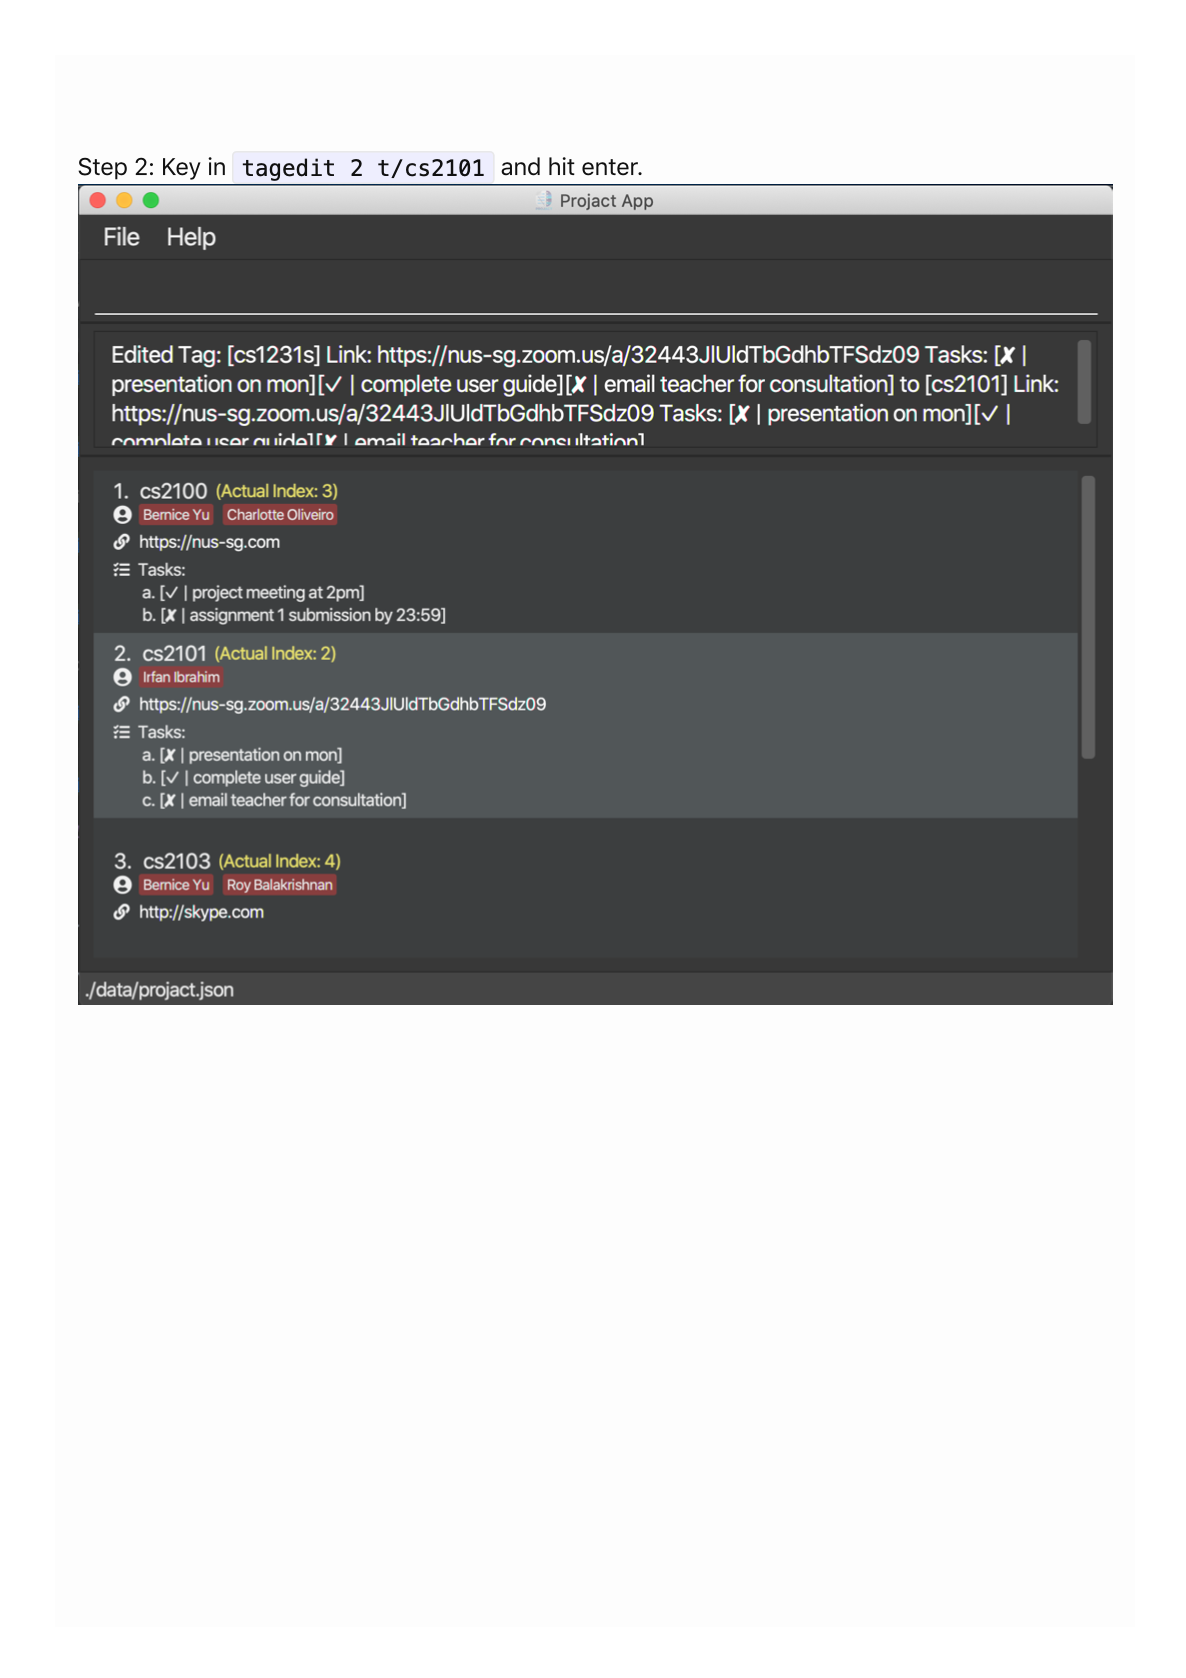 Step 2: Key in tagedit 2 t/cs2101 and hit enter.
Projact App
File Help
Edited Tag: [cs1231s] Link: https://nus-sg.zoom.us/a/32443JlUldTbGdhbTFSdz09 Tasks: [✘ |
presentation on mon][✓ | complete user guide][✘ | email teacher for consultation] to [cs2101] Link:
https://nus-sg.zoom.us/a/32443JlUldTbGdhbTFSdz09 Tasks: [✘ | presentation on mon][✓ |
complete user guide][✘ | email teacher for consultation]
1. cs2100 (Actual Index: 3)
Bernice Yu Charlotte Oliveiro
https://nus-sg.com
Tasks:
a. [✓ | project meeting at 2pm]
b. [✘ | assignment 1 submission by 23:59]
2. cs2101 (Actual Index: 2)
Irfan Ibrahim
https://nus-sg.zoom.us/a/32443JlUldTbGdhbTFSdz09
Tasks:
a. [✘ | presentation on mon]
b. [✓ | complete user guide]
c. [✘ | email teacher for consultation]
3. cs2103 (Actual Index: 4)
Bernice Yu Roy Balakrishnan
http://skype.com
./data/projact.json